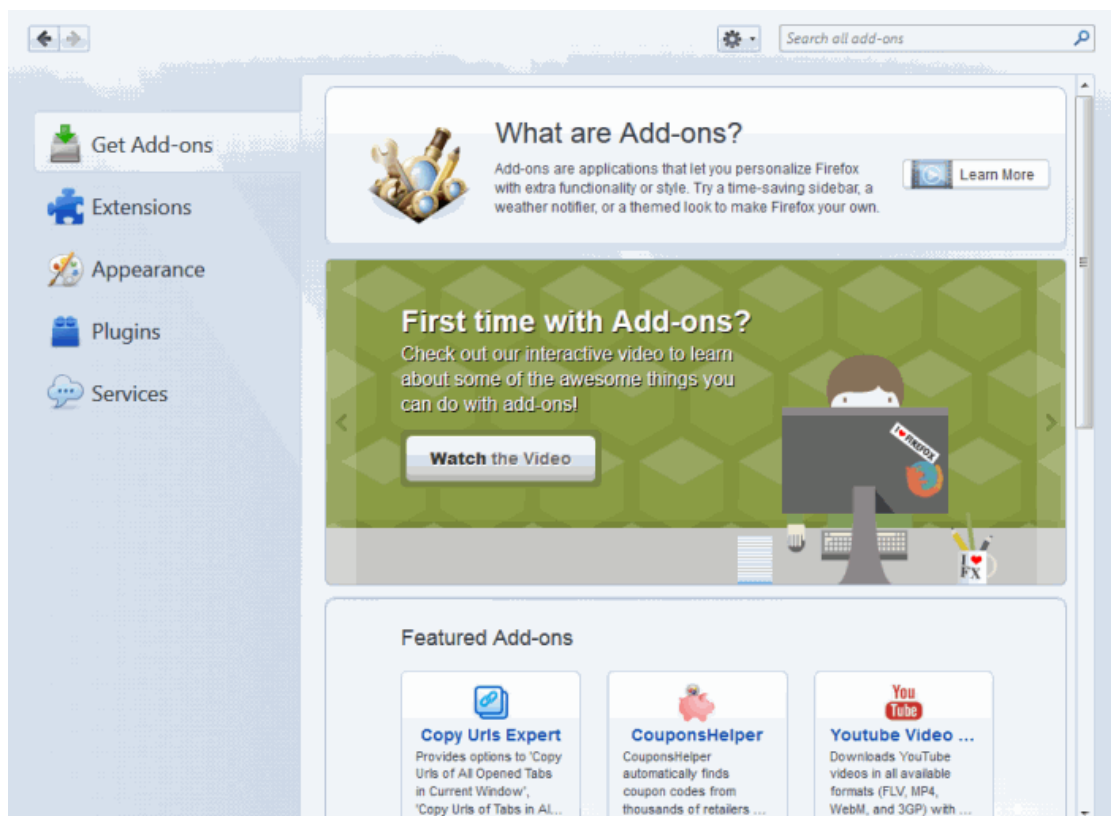 Search all add-ons
Get Add-ons
Extensions
Appearance
Plugins
Services
What are Add-ons?
Add-ons are applications that let you personalize Firefox
with extra functionality or style. Try a time-saving sidebar, a
weather notifier, or a themed look to make Firefox your own.
Learn More
First time with Add-ons?
Check out our interactive video to learn
about some of the awesome things you
can do with add-ons!
Watch the Video
I ♥ FIREFOX
I ♥
FX
Featured Add-ons
Copy Urls Expert
Provides options to 'Copy
Urls of All Opened Tabs
in Current Window',
'Copy Urls of Tabs in Al...
CouponsHelper
CouponsHelper
automatically finds
coupon codes from
thousands of retailers ...
You
Tube
Youtube Video ...
Downloads YouTube
videos in all available
formats (FLV, MP4,
WebM, and 3GP) with ...